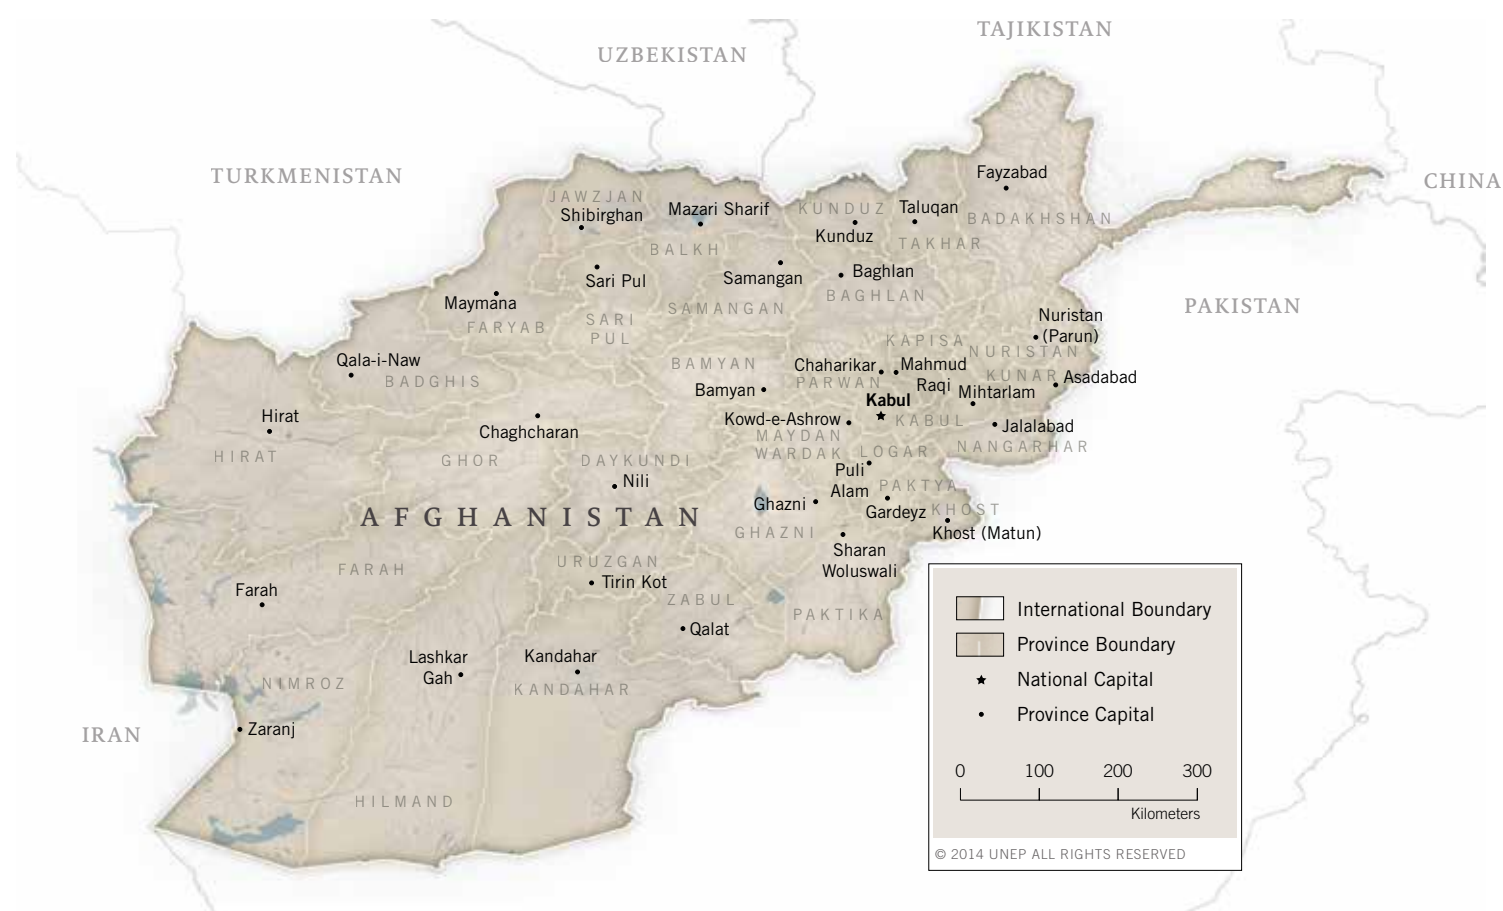 TAJIKISTAN
UZBEKISTAN
TURKMENISTAN
CHINA
PAKISTAN
IRAN
AFGHANISTAN
Fayzabad
BADAKHSHAN
JAWZJAN
Shibirghan
Mazari Sharif
BALKH
KUNDUZ
Kunduz
Taluqan
TAKHAR
Sari Pul
SARI
PUL
Samangan
SAMANGAN
Baghlan
BAGHLAN
Maymana
FARYAB
Nuristan
(Parun)
NURISTAN
KAPISA
Qala-i-Naw
BADGHIS
BAMYAN
Bamyan
Chaharikar
PARWAN
Mahmud
Raqi
KUNAR
Asadabad
Mihtarlam
Kabul
KABUL
Hirat
HIRAT
Chaghcharan
GHOR
Kowd-e-Ashrow
MAYDAN
WARDAK
LOGAR
Jalalabad
NANGARHAR
DAYKUNDI
Nili
Puli
Alam
PAKTYA
Gardeyz
KHOST
Khost (Matun)
Ghazni
GHAZNI
Sharan
Woluswali
FARAH
Farah
URUZGAN
Tirin Kot
ZABUL
Qalat
PAKTIKA
Lashkar
Gah
Kandahar
KANDAHAR
NIMROZ
Zaranj
HILMAND
International Boundary
Province Boundary
National Capital
Province Capital
0 100 200 300
Kilometers
© 2014 UNEP ALL RIGHTS RESERVED